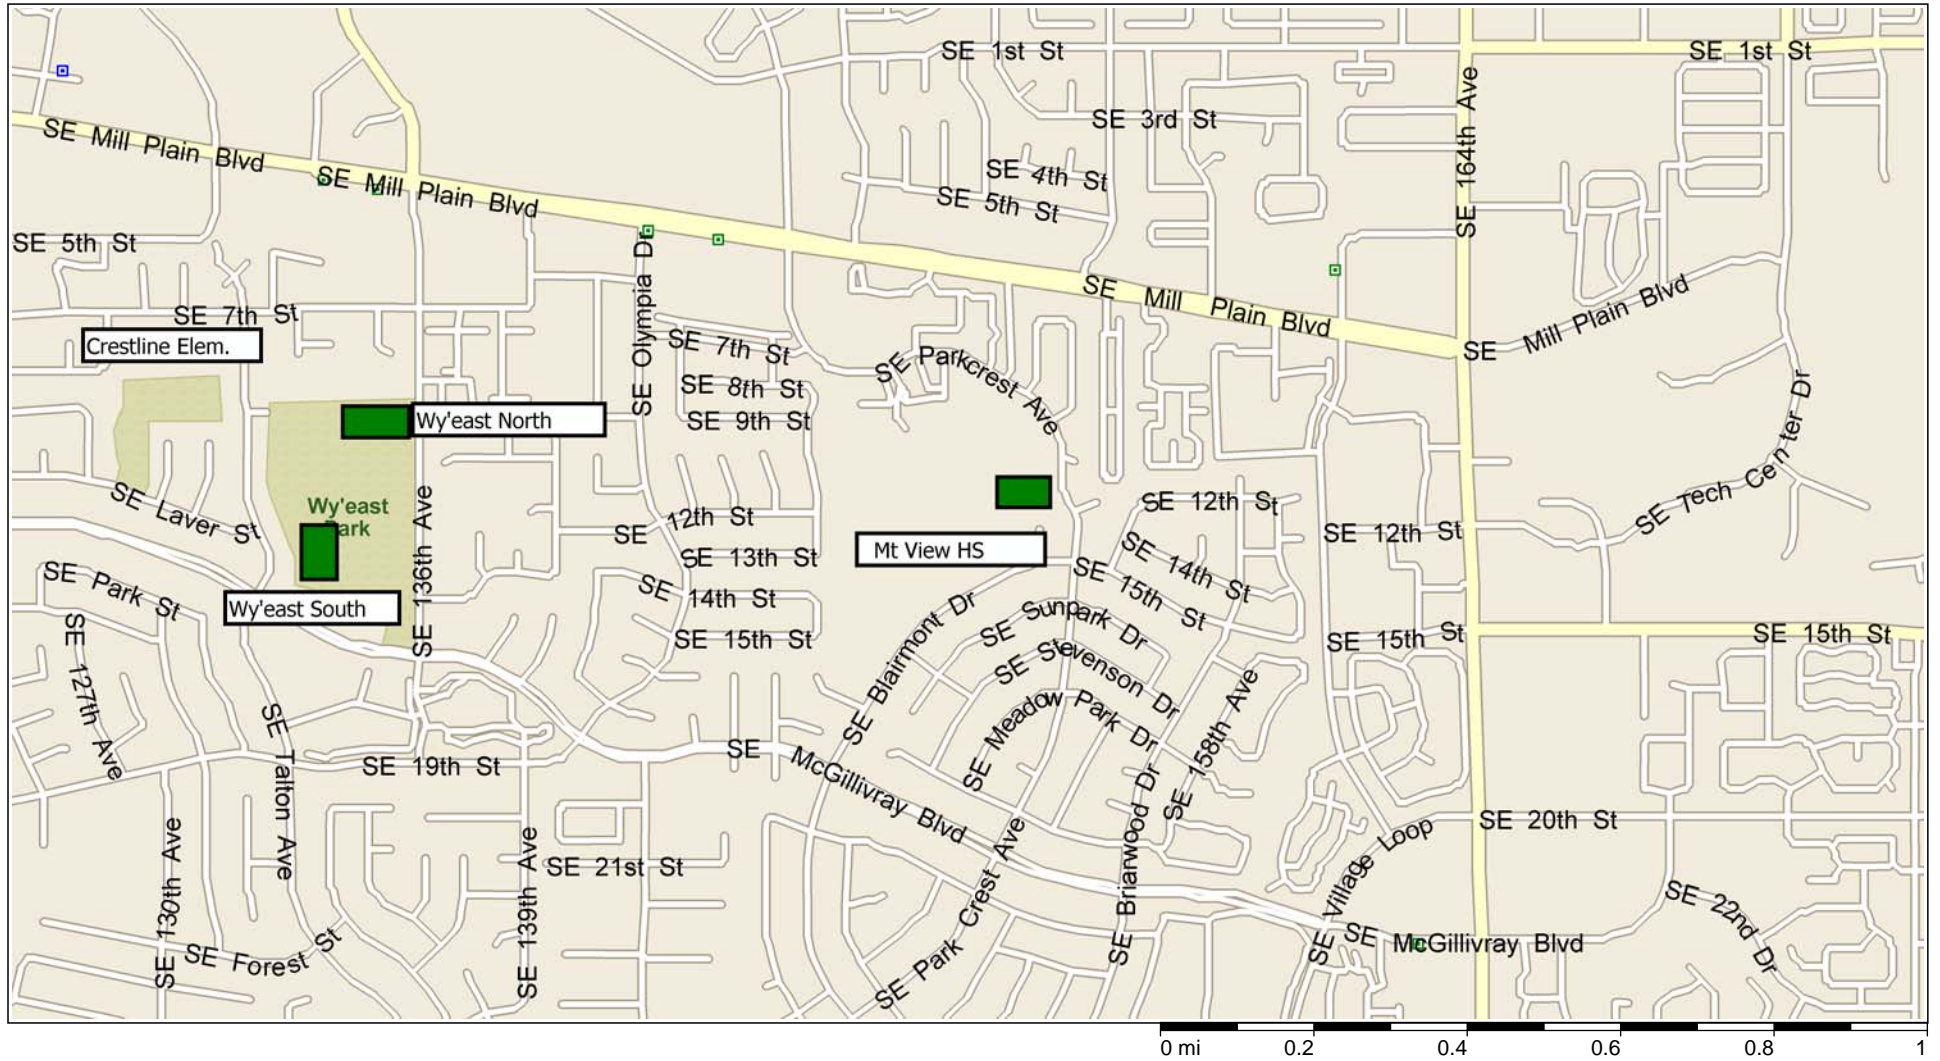 SE 1st St
SE 1st St
SE 164th Ave
SE 3rd St
SE Mill Plain Blvd
SE Mill Plain Blvd
SE 4th St
SE 5th St
SE 5th St
SE Olympia Dr
SE Mill Plain Blvd
SE Mill Plain Blvd
SE 7th St
Crestline Elem.
SE 7th St
SE Parkcrest Ave
SE 8th St
SE 9th St
Wy'east North
SE Tech Center Dr
SE Laver St
Wy'east
Park
SE 136th Ave
SE 12th St
SE 12th St
SE 12th St
Mt View HS
SE 13th St
SE 14th St
SE 15th St
SE Park St
Wy'east South
SE 14th St
SE 15th St
SE Blairmont Dr
SE Sunpark Dr
SE Stevenson Dr
SE Meadow Park Dr
SE 15th St
SE 15th St
SE 127th Ave
SE Talton Ave
SE 19th St
SE McGillivray Blvd
SE 158th Ave
SE Briarwood Dr
SE 20th St
SE Village Loop
SE 130th Ave
SE 139th Ave
SE 21st St
SE Park Crest Ave
SE 22nd Dr
SE Forest St
SE McGillivray Blvd
0 mi 0.2 0.4 0.6 0.8 1